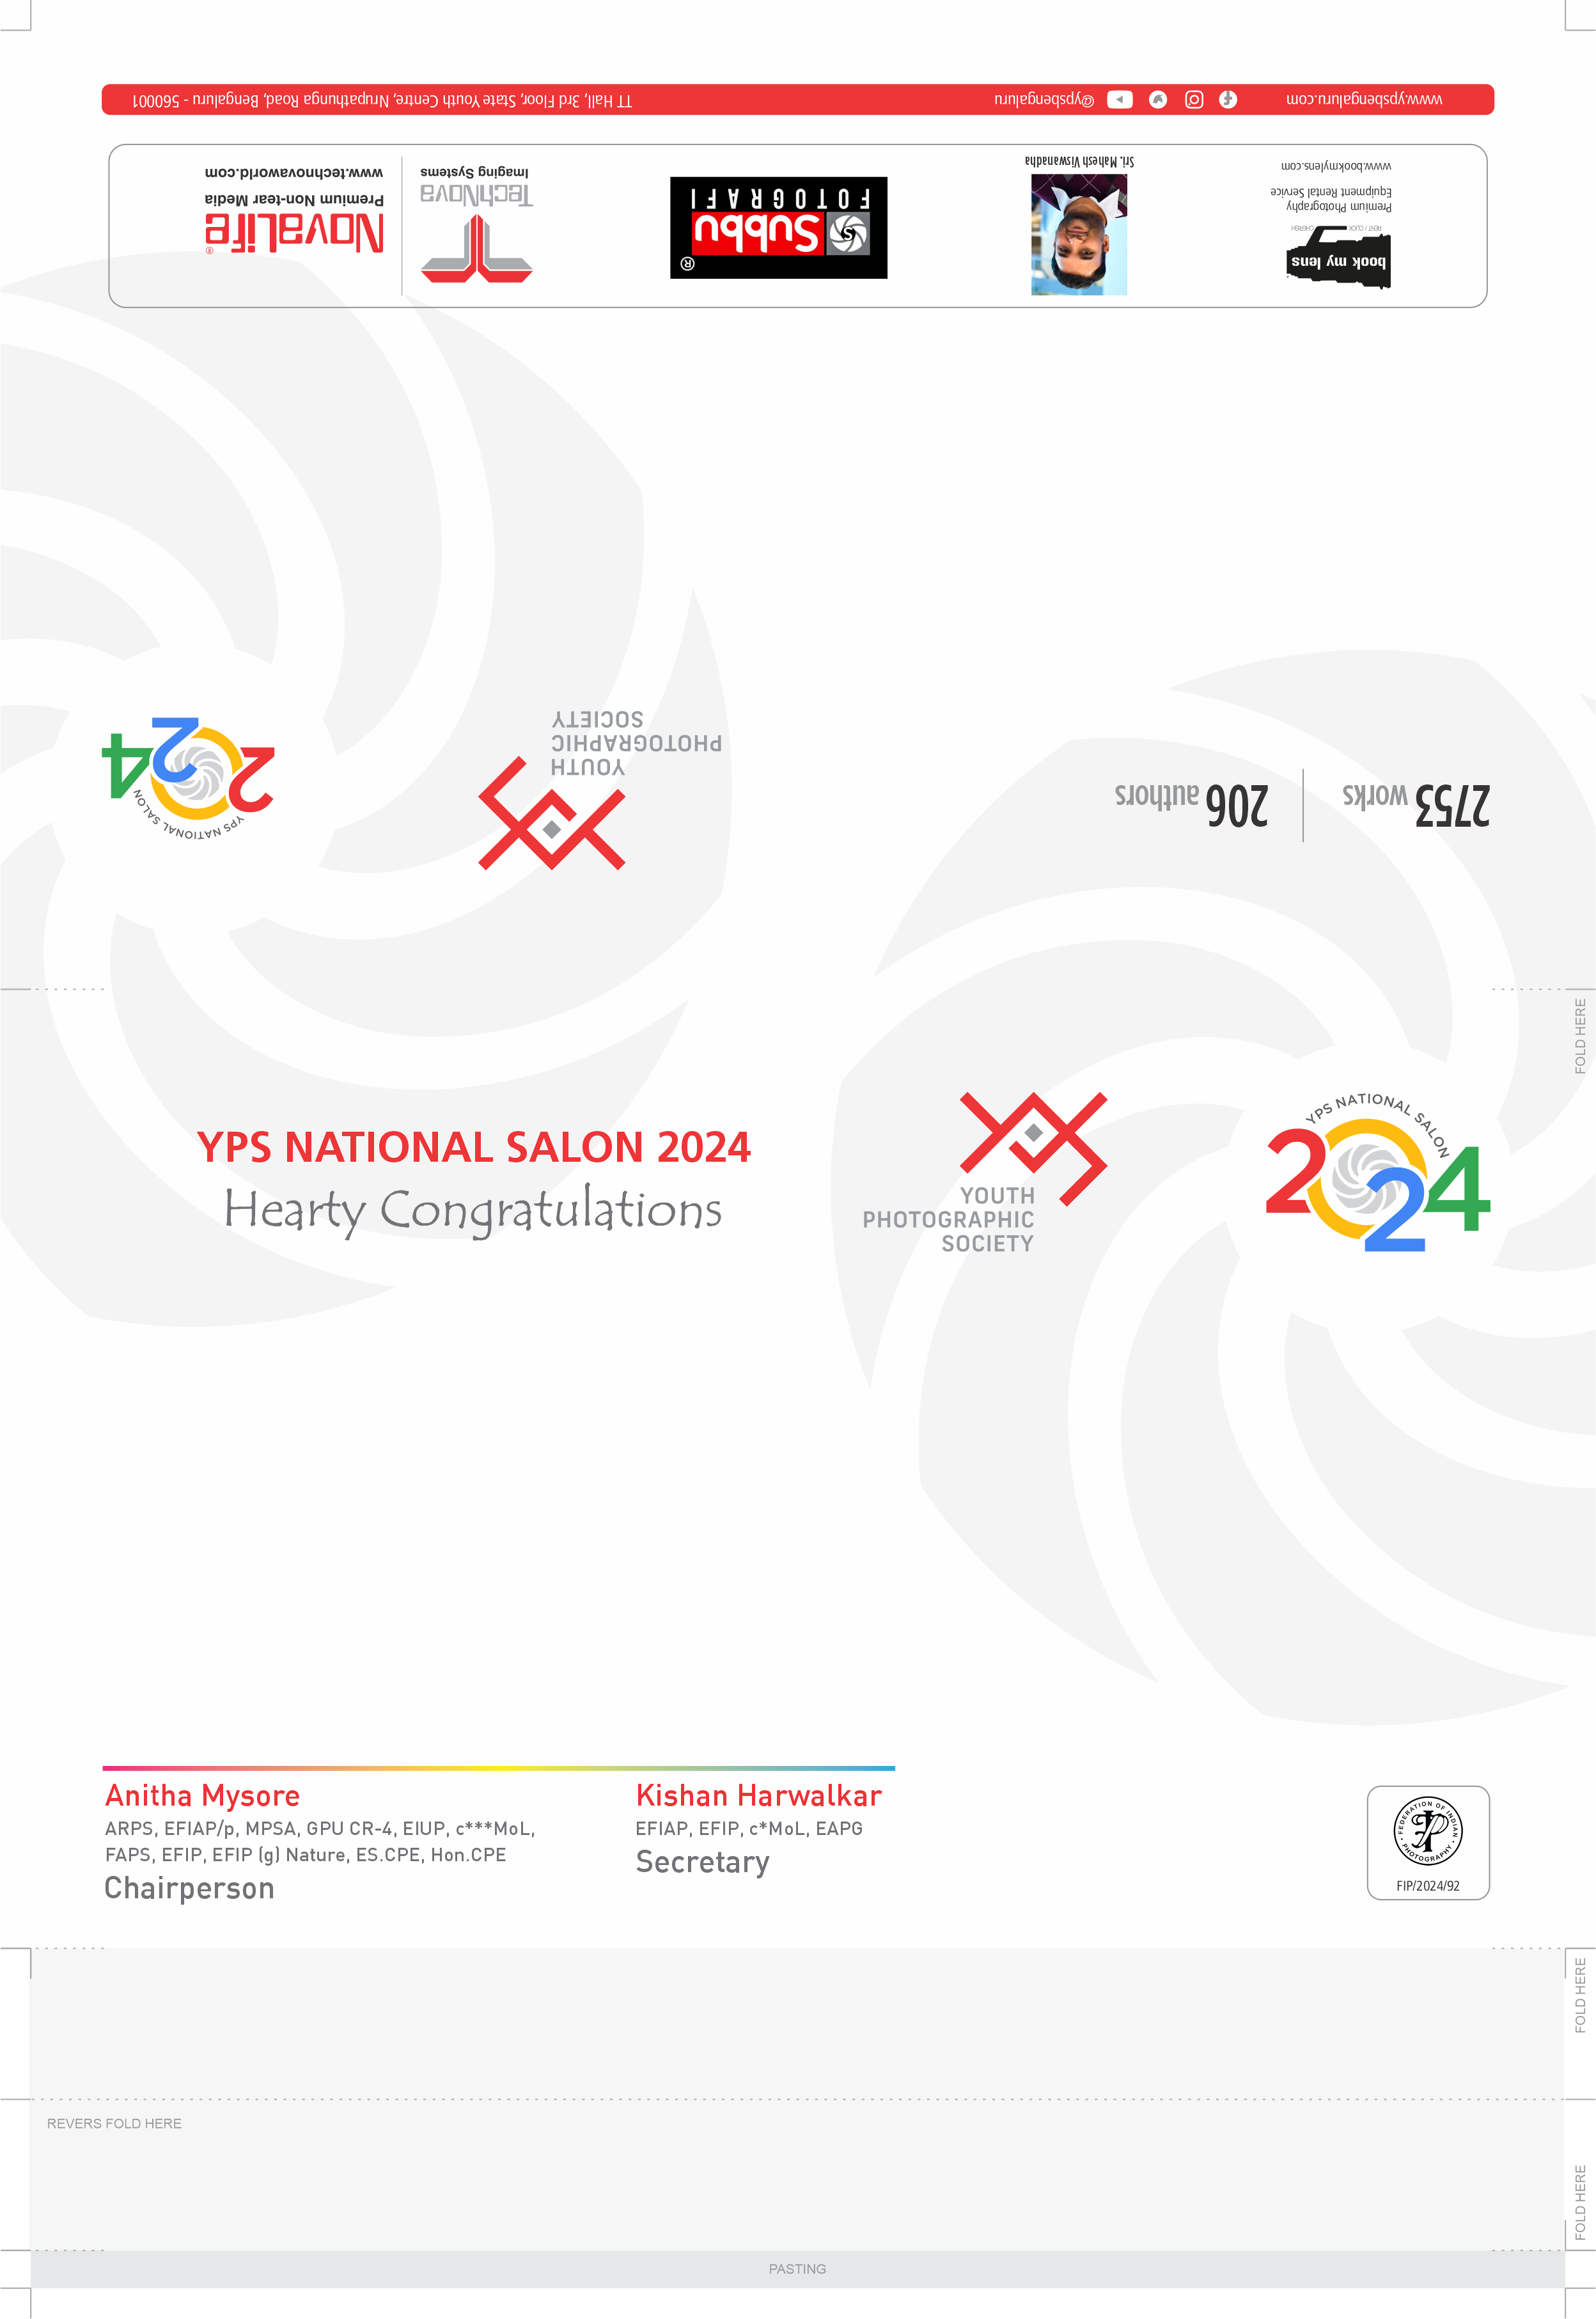 www.ypsbengaluru.com
@ypsbengaluru
TT Hall, 3rd Floor, State Youth Centre, Nrupathunga Road, Bengaluru - 560001
book my lens
RENT / CLICK / CHERISH
Premium Photography
Equipment Rental Service
www.bookmylens.com
Sri. Mahesh Viswanadha
®
S Subbu
FOTOGRAFI
TechNova
Imaging Systems
NovaLife®
Premium Non-tear Media
www.technovaworld.com
2753 works
206 authors
YOUTH
PHOTOGRAPHIC
SOCIETY
YPS NATIONAL SALON
2024
FOLD HERE
YPS NATIONAL SALON 2024
Hearty Congratulations
YOUTH
PHOTOGRAPHIC
SOCIETY
YPS NATIONAL SALON
2024
Anitha Mysore
ARPS, EFIAP/p, MPSA, GPU CR-4, EIUP, c***MoL,
FAPS, EFIP, EFIP (g) Nature, ES.CPE, Hon.CPE
Chairperson
Kishan Harwalkar
EFIAP, EFIP, c*MoL, EAPG
Secretary
FEDERATION OF INDIAN PHOTOGRAPHY
FIP/2024/92
FOLD HERE
REVERS FOLD HERE
FOLD HERE
PASTING